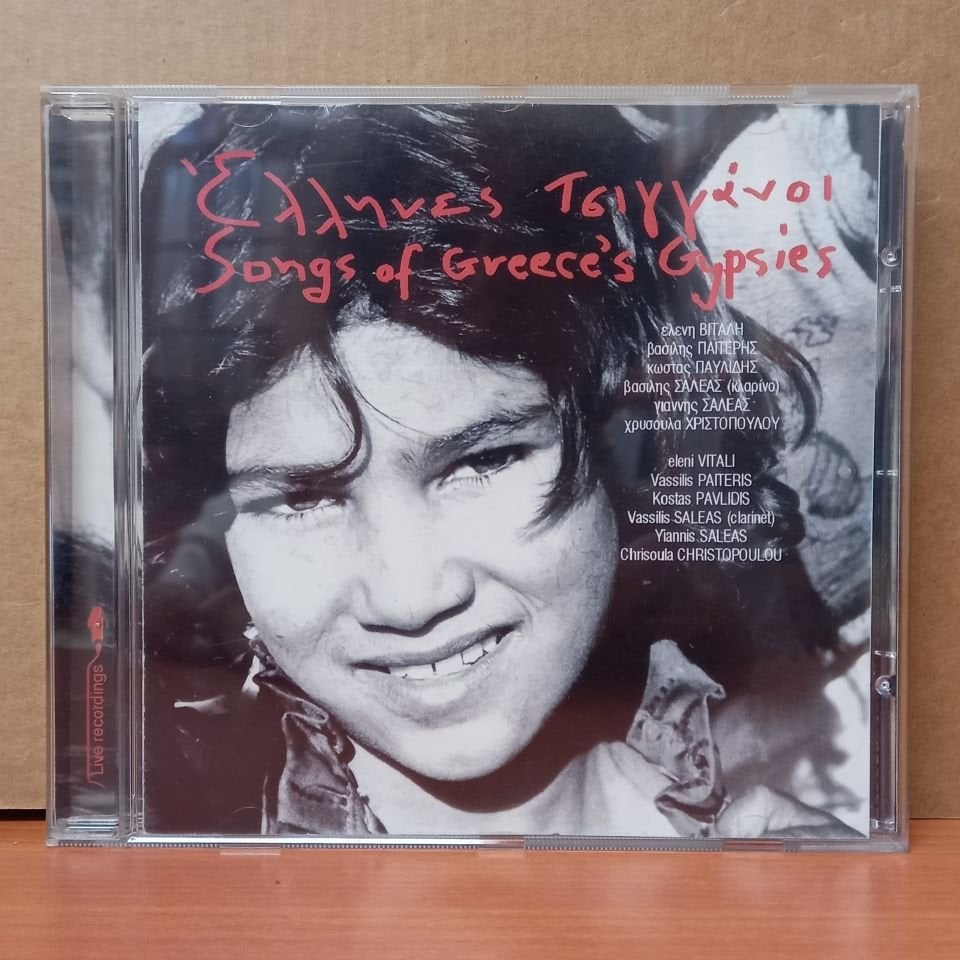 Έλληνες Τσιγγάνοι
Songs of Greece's Gypsies
ελενη ΒΙΤΑΛΗ
βασιλης ΠΑΪΤΕΡΗΣ
κωστας ΠΑΥΛΙΔΗΣ
βασιλης ΣΑΛΕΑΣ (κλαρίνο)
γιαννης ΣΑΛΕΑΣ
χρυσουλα ΧΡΙΣΤΟΠΟΥΛΟΥ
eleni VITALI
Vassilis PAITERIS
Kostas PAVLIDIS
Vassilis SALEAS (clarinet)
Yiannis SALEAS
Chrisoula CHRISTOPOULOU
Live recordings